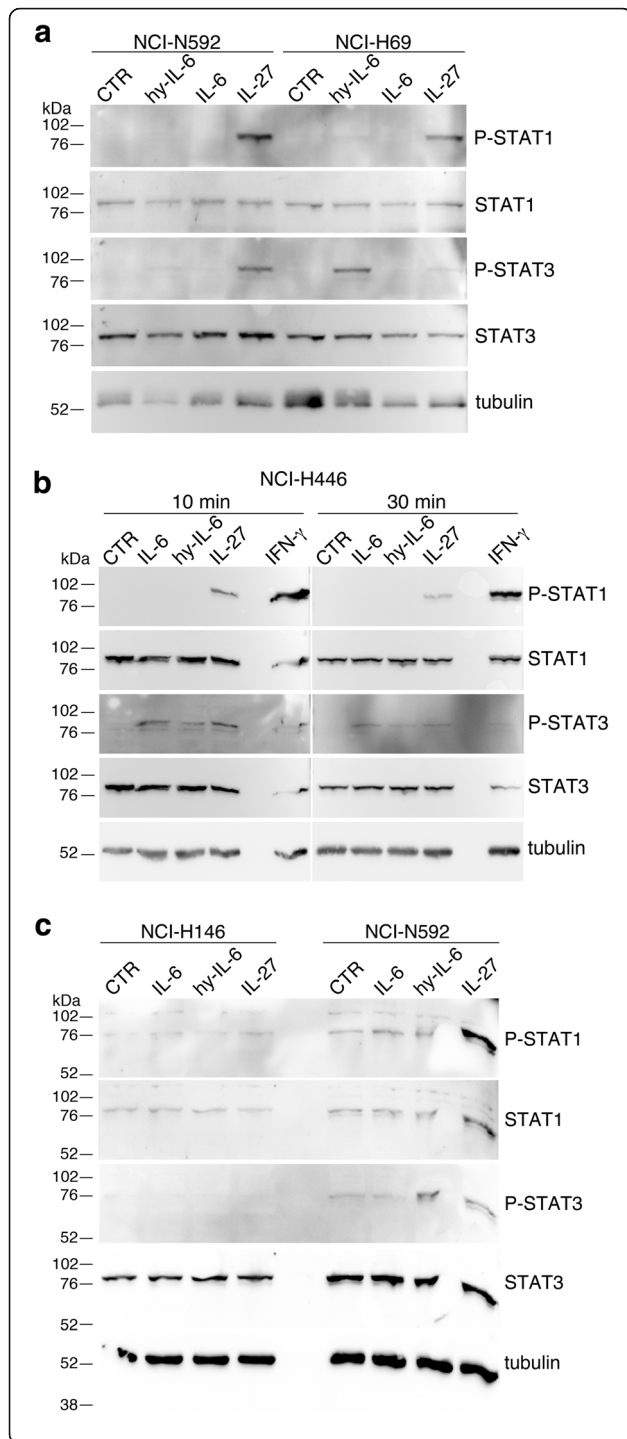 a
NCI-N592 NCI-H69
CTR hy-IL-6 IL-6 IL-27 CTR hy-IL-6 IL-6 IL-27
kDa
102—
76— P-STAT1
102—
76— STAT1
102—
76— P-STAT3
102—
76— STAT3
52— tubulin
b
NCI-H446
10 min 30 min
CTR IL-6 hy-IL-6 IL-27 IFN-γ CTR IL-6 hy-IL-6 IL-27 IFN-γ
kDa
102—
76— P-STAT1
102—
76— STAT1
102—
76— P-STAT3
102—
76— STAT3
52— tubulin
c
NCI-H146 NCI-N592
CTR IL-6 hy-IL-6 IL-27 CTR IL-6 hy-IL-6 IL-27
kDa
102—
76— P-STAT1
52—
102—
76— STAT1
52—
102—
76— P-STAT3
52—
102—
76— STAT3
52—
52— tubulin
38—